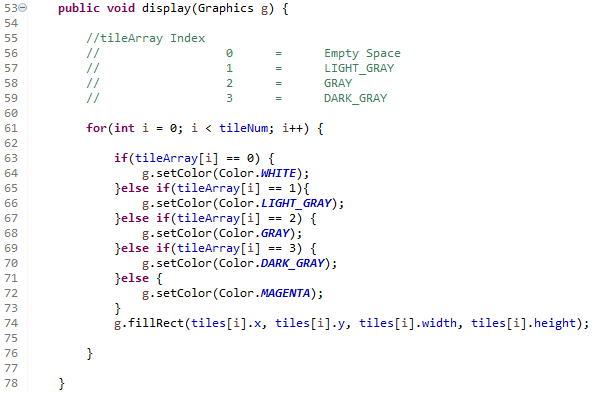 53 public void display(Graphics g) {
54
55 //tileArray Index
56 // 0 = Empty Space
57 // 1 = LIGHT_GRAY
58 // 2 = GRAY
59 // 3 = DARK_GRAY
60
61 for(int i = 0; i < tileNum; i++) {
62
63 if(tileArray[i] == 0) {
64 g.setColor(Color.WHITE);
65 }else if(tileArray[i] == 1){
66 g.setColor(Color.LIGHT_GRAY);
67 }else if(tileArray[i] == 2) {
68 g.setColor(Color.GRAY);
69 }else if(tileArray[i] == 3) {
70 g.setColor(Color.DARK_GRAY);
71 }else {
72 g.setColor(Color.MAGENTA);
73 }
74 g.fillRect(tiles[i].x, tiles[i].y, tiles[i].width, tiles[i].height);
75
76 }
77
78 }